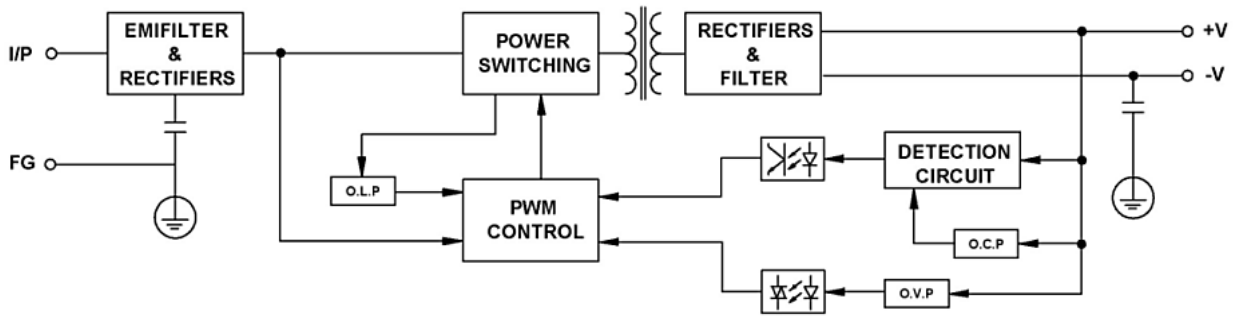 I/P
EMIFILTER
&
RECTIFIERS
POWER
SWITCHING
RECTIFIERS
&
FILTER
+V
-V
FG
O.L.P
PWM
CONTROL
DETECTION
CIRCUIT
O.C.P
O.V.P